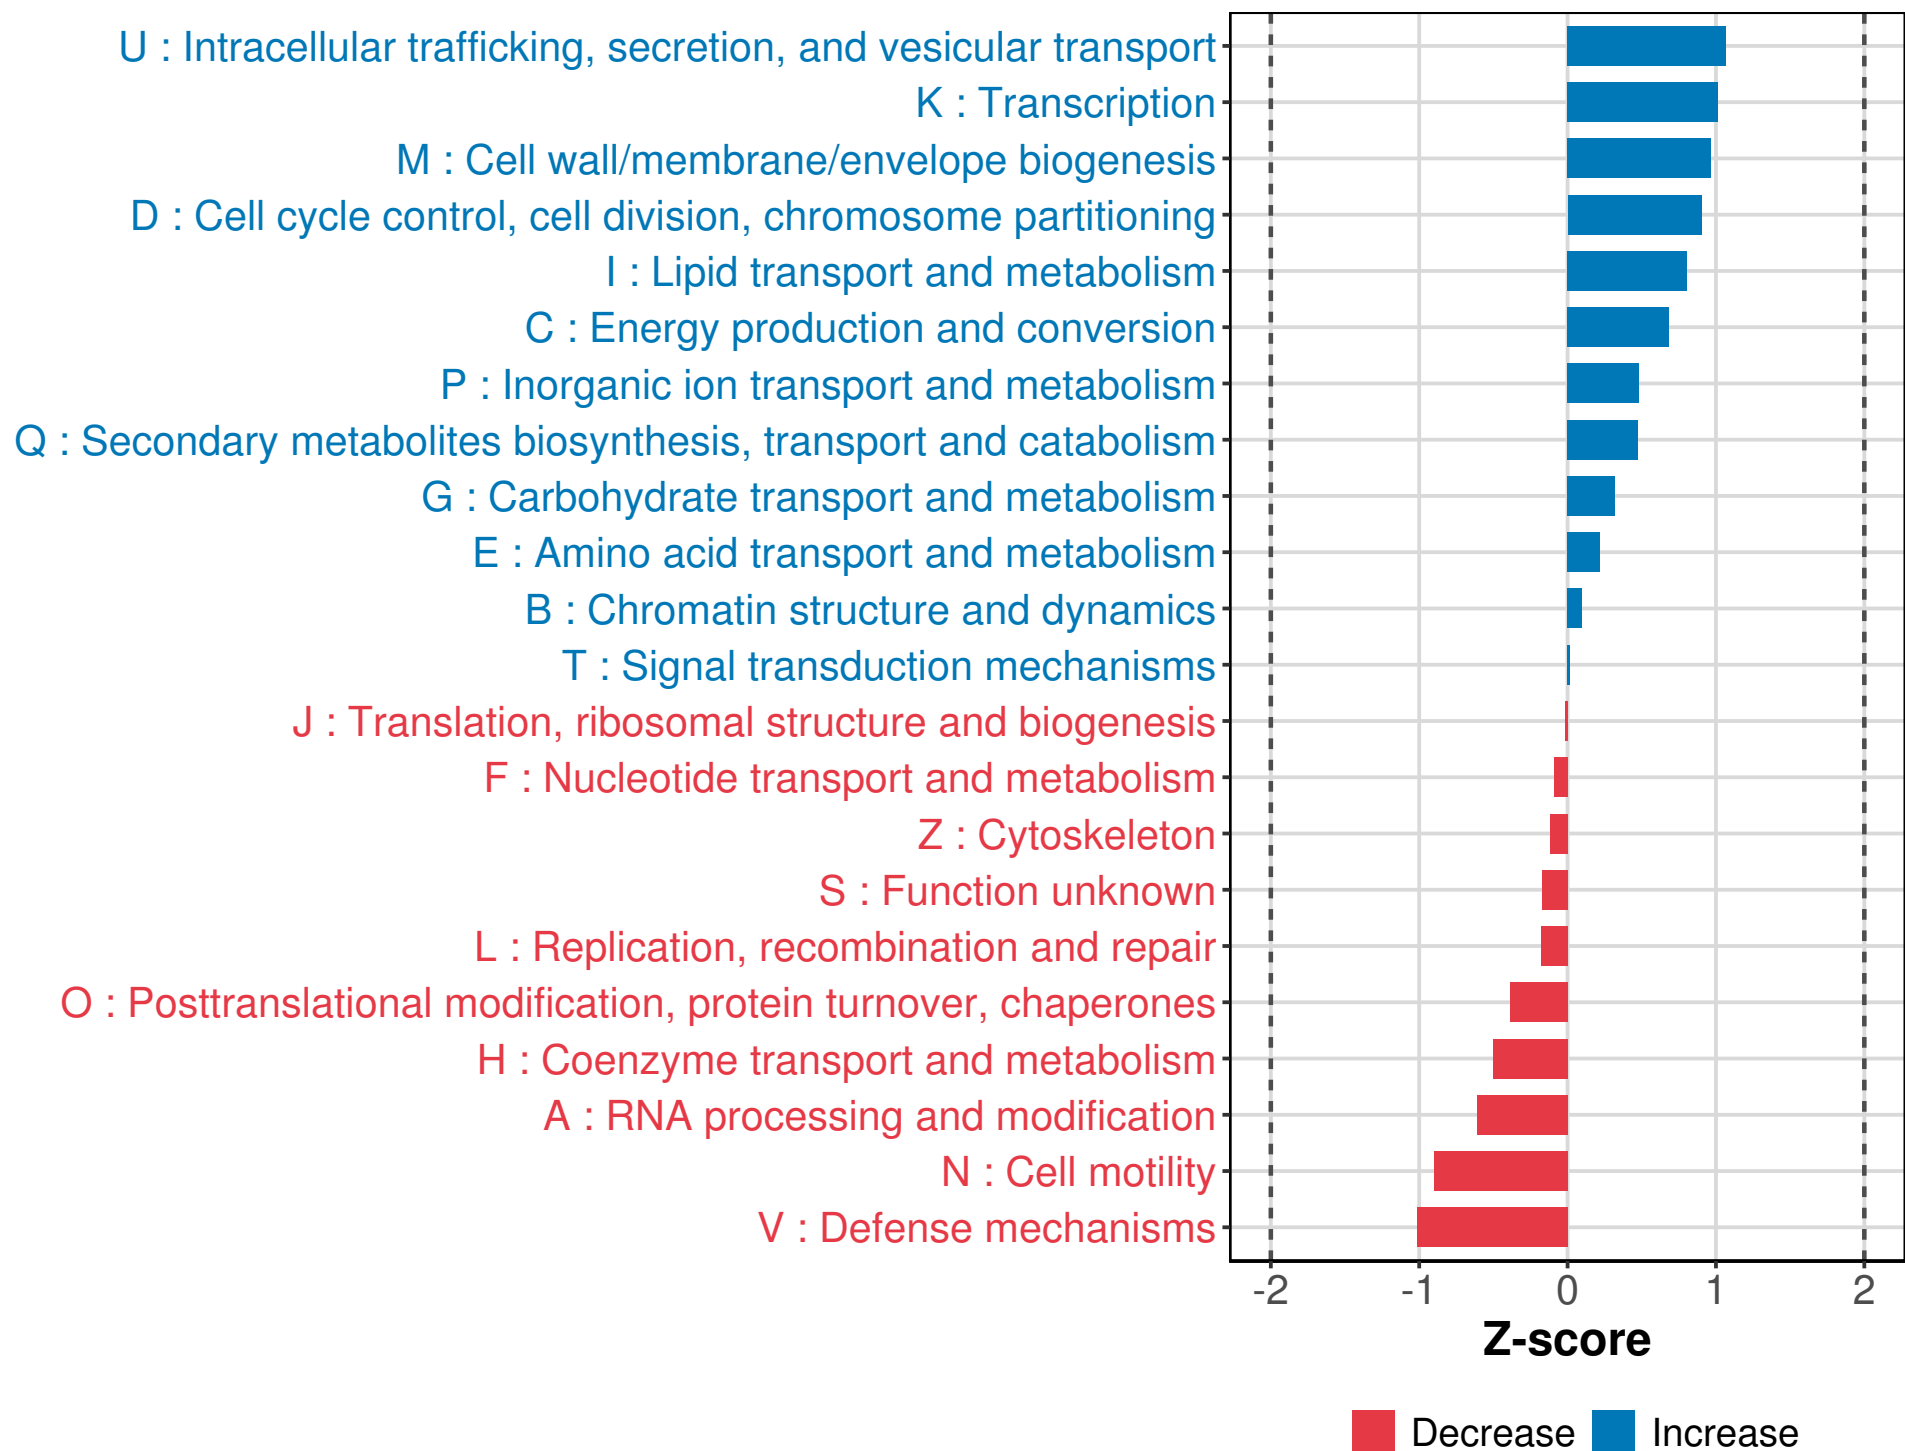 U : Intracellular trafficking, secretion, and vesicular transport
K : Transcription
M : Cell wall/membrane/envelope biogenesis
D : Cell cycle control, cell division, chromosome partitioning
I : Lipid transport and metabolism
C : Energy production and conversion
P : Inorganic ion transport and metabolism
Q : Secondary metabolites biosynthesis, transport and catabolism
G : Carbohydrate transport and metabolism
E : Amino acid transport and metabolism
B : Chromatin structure and dynamics
T : Signal transduction mechanisms
J : Translation, ribosomal structure and biogenesis
F : Nucleotide transport and metabolism
Z : Cytoskeleton
S : Function unknown
L : Replication, recombination and repair
O : Posttranslational modification, protein turnover, chaperones
H : Coenzyme transport and metabolism
A : RNA processing and modification
N : Cell motility
V : Defense mechanisms
-2 -1 0 1 2
Z-score
Decrease Increase